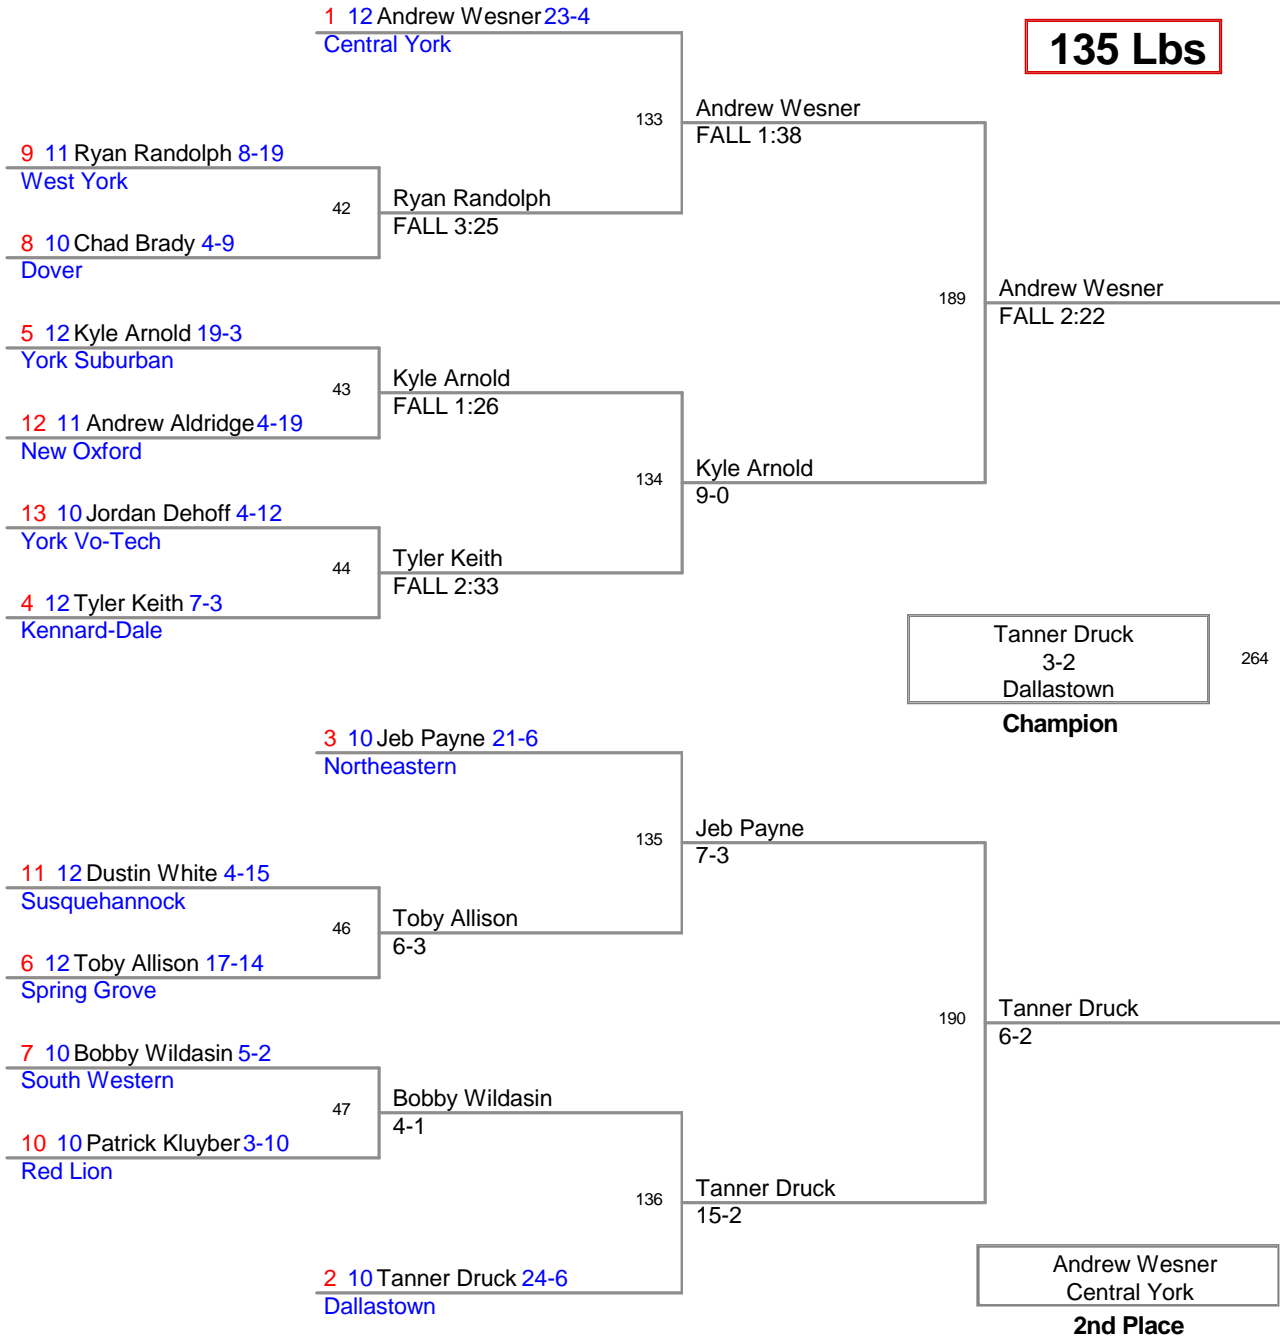 1 12 Andrew Wesner 23-4
Central York
135 Lbs
133
Andrew Wesner
FALL 1:38
9 11 Ryan Randolph 8-19
West York
42
Ryan Randolph
FALL 3:25
8 10 Chad Brady 4-9
Dover
189
Andrew Wesner
FALL 2:22
5 12 Kyle Arnold 19-3
York Suburban
43
Kyle Arnold
FALL 1:26
12 11 Andrew Aldridge 4-19
New Oxford
134
Kyle Arnold
9-0
13 10 Jordan Dehoff 4-12
York Vo-Tech
44
Tyler Keith
FALL 2:33
4 12 Tyler Keith 7-3
Kennard-Dale
Tanner Druck
3-2
Dallastown
264
Champion
3 10 Jeb Payne 21-6
Northeastern
135
Jeb Payne
7-3
11 12 Dustin White 4-15
Susquehannock
46
Toby Allison
6-3
6 12 Toby Allison 17-14
Spring Grove
190
Tanner Druck
6-2
7 10 Bobby Wildasin 5-2
South Western
47
Bobby Wildasin
4-1
10 10 Patrick Kluyber 3-10
Red Lion
136
Tanner Druck
15-2
2 10 Tanner Druck 24-6
Dallastown
Andrew Wesner
Central York
2nd Place